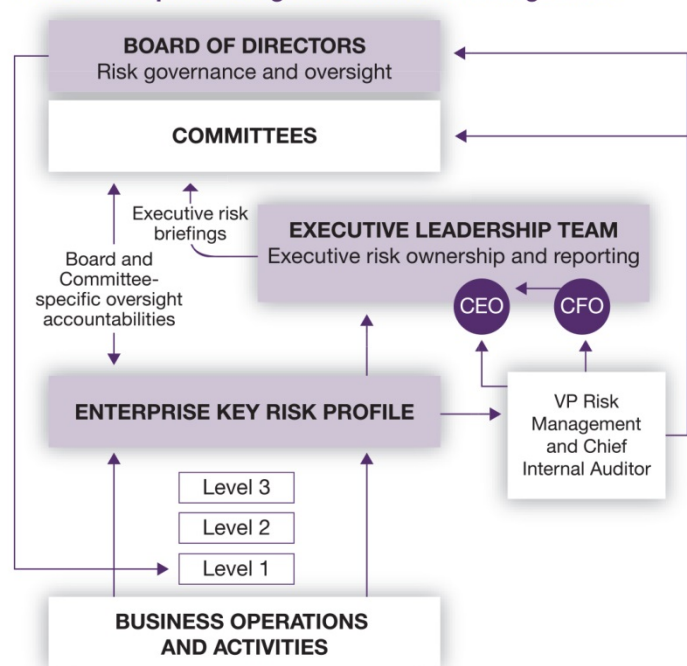 BOARD OF DIRECTORS
Risk governance and oversight
COMMITTEES
Executive risk
briefings
EXECUTIVE LEADERSHIP TEAM
Executive risk ownership and reporting
CEO
CFO
Board and
Committee-
specific oversight
accountabilities
ENTERPRISE KEY RISK PROFILE
VP Risk
Management
and Chief
Internal Auditor
Level 3
Level 2
Level 1
BUSINESS OPERATIONS
AND ACTIVITIES